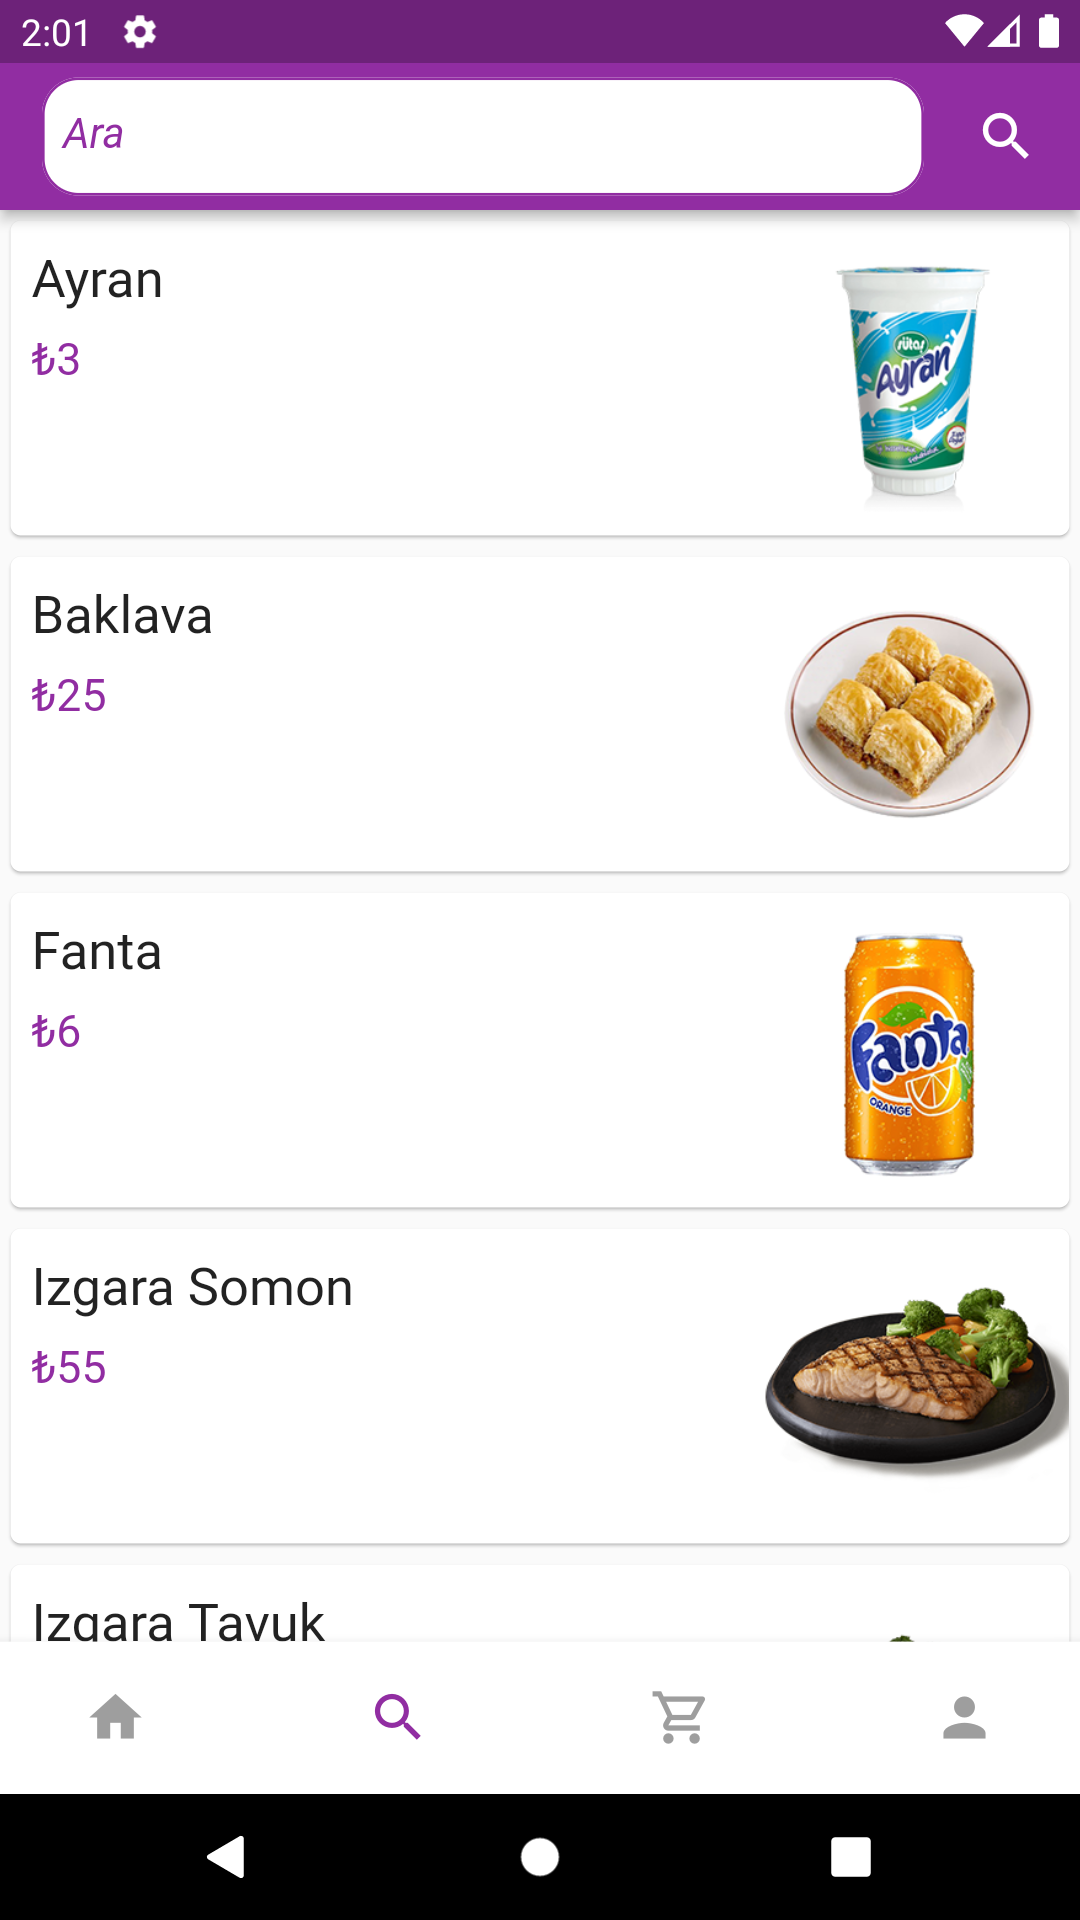 2:01
Ara
Ayran
₺3
sütaş
Ayran
Baklava
₺25
Fanta
₺6
Fanta
ORANGE
Izgara Somon
₺55
Izgara Tavuk